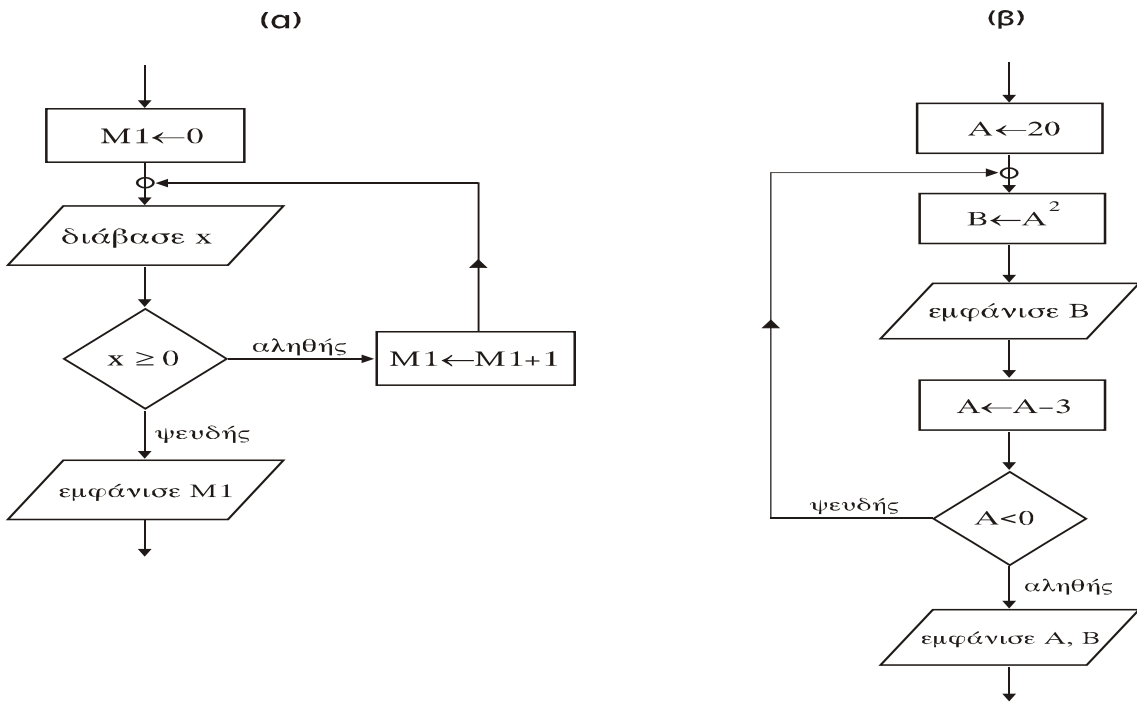 (α)
M1←0
διάβασε x
x ≥ 0
αληθής
M1←M1+1
ψευδής
εμφάνισε M1
(β)
A←20
B←A²
εμφάνισε B
A←A-3
ψευδής
A<0
αληθής
εμφάνισε A, B